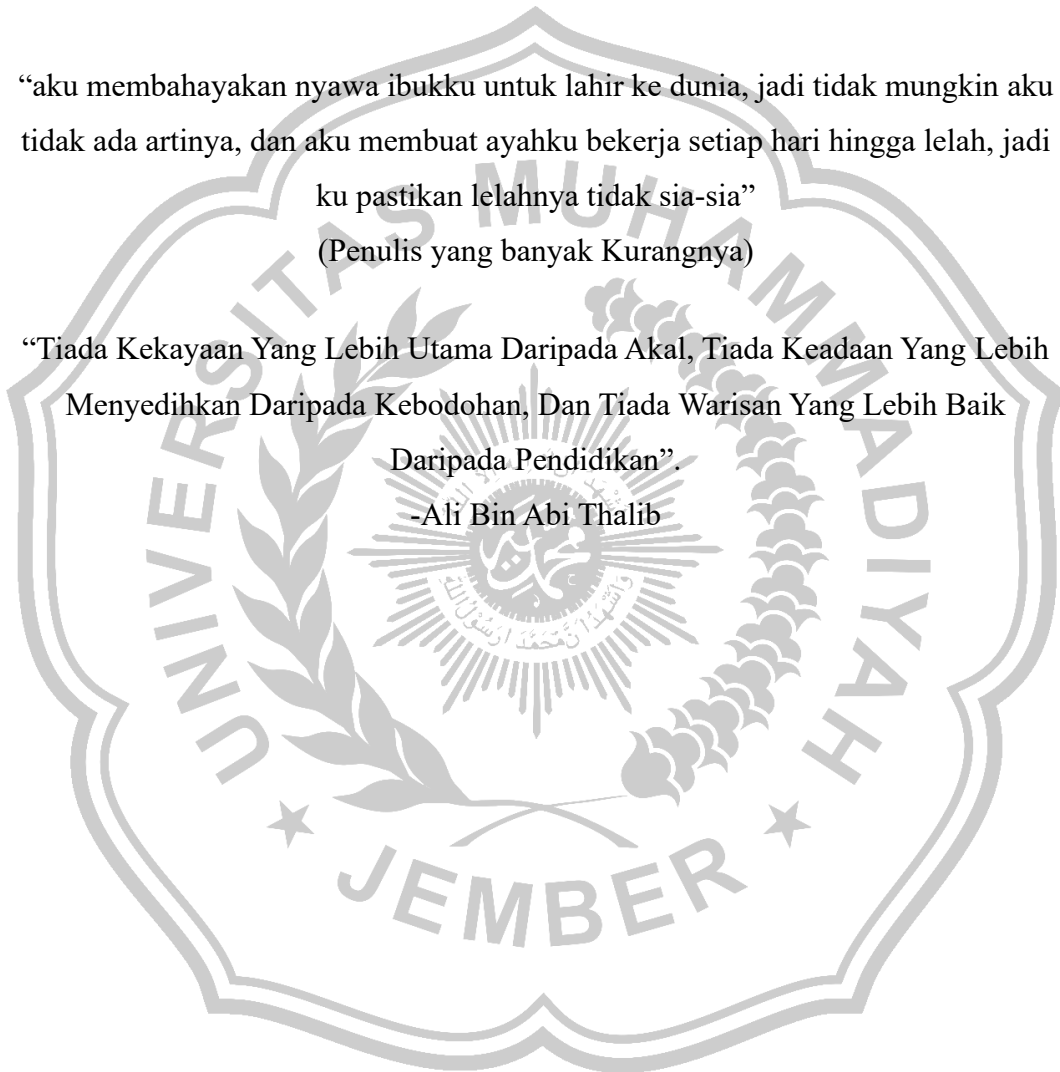 “aku membahayakan nyawa ibukku untuk lahir ke dunia, jadi tidak mungkin aku
tidak ada artinya, dan aku membuat ayahku bekerja setiap hari hingga lelah, jadi
ku pastikan lelahnya tidak sia-sia”
(Penulis yang banyak Kurangnya)
“Tiada Kekayaan Yang Lebih Utama Daripada Akal, Tiada Keadaan Yang Lebih
Menyedihkan Daripada Kebodohan, Dan Tiada Warisan Yang Lebih Baik
Daripada Pendidikan”.
-Ali Bin Abi Thalib
UNIVERSITAS MUHAMMADIYAH
JEMBER